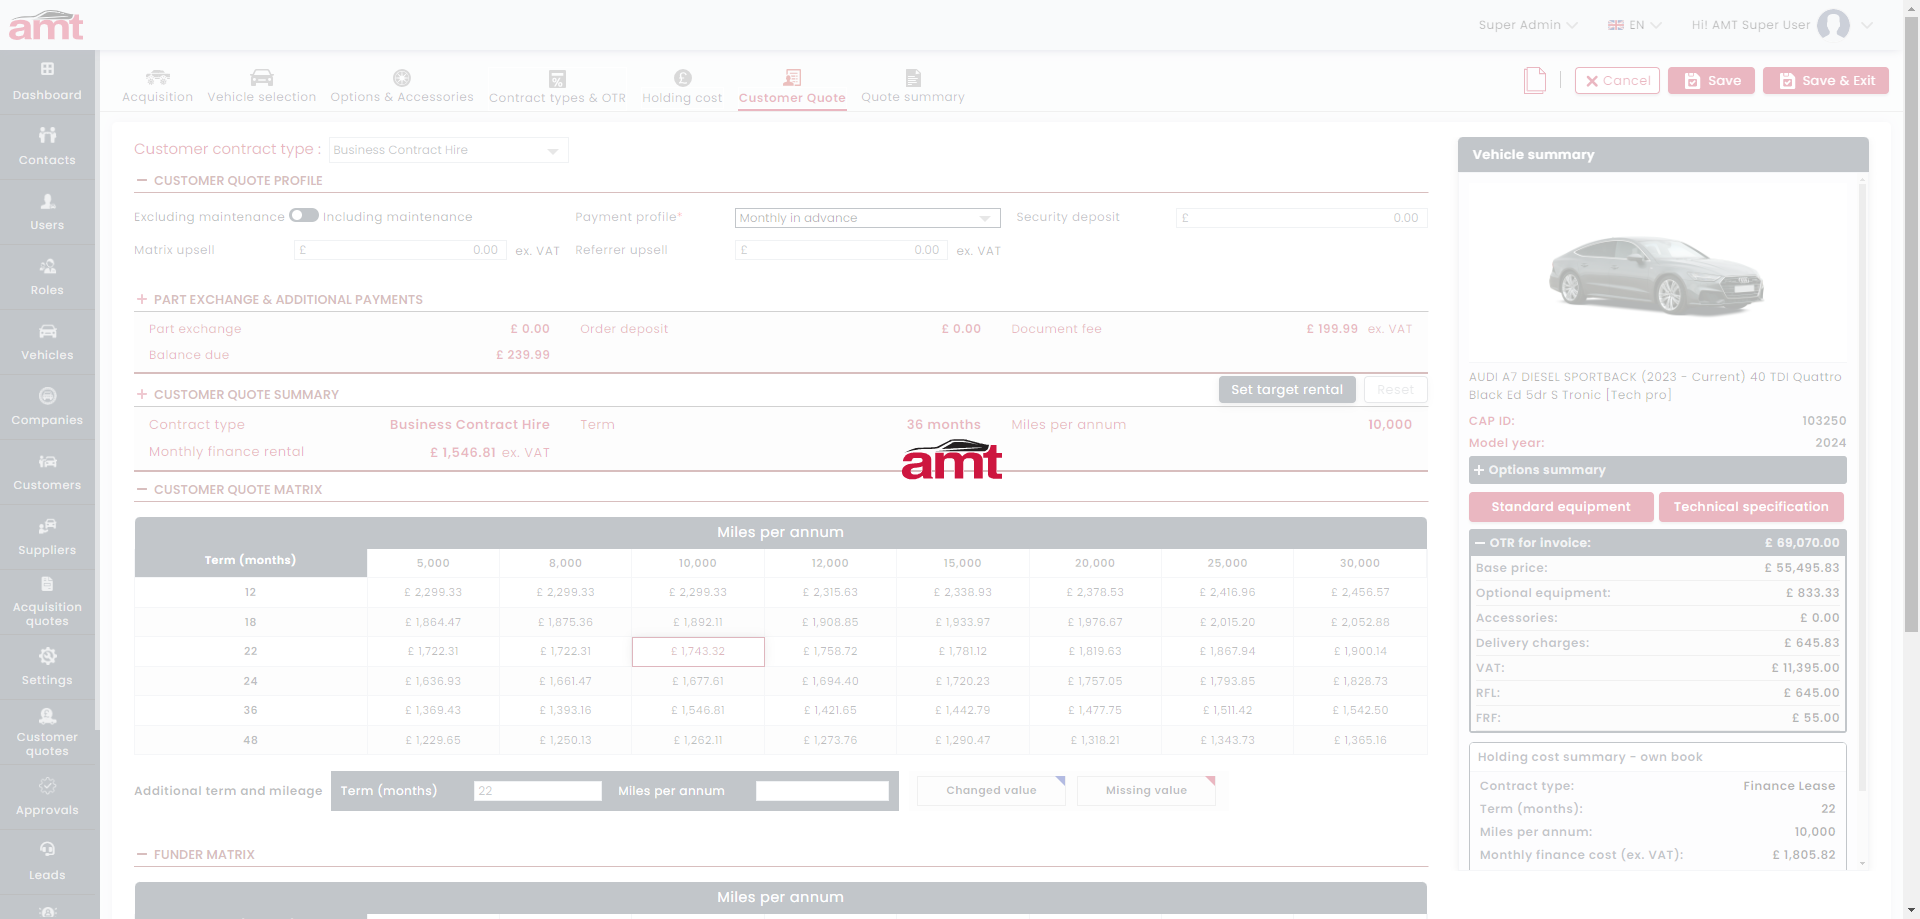 amt
Super Admin
EN
Hi! AMT Super User
Dashboard
Contacts
Users
Roles
Vehicles
Companies
Customers
Suppliers
Acquisition
quotes
Settings
Customer
quotes
Approvals
Leads
Acquisition
Vehicle selection
Options & Accessories
Contract types & OTR
Holding cost
Customer Quote
Quote summary
Cancel
Save
Save & Exit
Customer contract type : Business Contract Hire
CUSTOMER QUOTE PROFILE
Excluding maintenance Including maintenance
Payment profile* Monthly in advance
Security deposit £ 0.00
Matrix upsell £ 0.00 ex. VAT
Referrer upsell £ 0.00 ex. VAT
+ PART EXCHANGE & ADDITIONAL PAYMENTS
Part exchange £ 0.00 Order deposit £ 0.00 Document fee £ 199.99 ex. VAT
Balance due £ 239.99
+ CUSTOMER QUOTE SUMMARY
Set target rental
Reset
Contract type Business Contract Hire Term 36 months Miles per annum 10,000
Monthly finance rental £ 1,546.81 ex. VAT
amt
CUSTOMER QUOTE MATRIX
Miles per annum
Term (months) 5,000 8,000 10,000 12,000 15,000 20,000 25,000 30,000
12 £ 2,299.33 £ 2,299.33 £ 2,299.33 £ 2,315.63 £ 2,338.93 £ 2,378.53 £ 2,416.96 £ 2,456.57
18 £ 1,864.47 £ 1,875.36 £ 1,892.11 £ 1,908.85 £ 1,933.97 £ 1,976.67 £ 2,015.20 £ 2,052.88
22 £ 1,722.31 £ 1,722.31 £ 1,743.32 £ 1,758.72 £ 1,781.12 £ 1,819.63 £ 1,867.94 £ 1,900.14
24 £ 1,636.93 £ 1,661.47 £ 1,677.61 £ 1,694.40 £ 1,720.23 £ 1,757.05 £ 1,793.85 £ 1,828.73
36 £ 1,369.43 £ 1,393.16 £ 1,546.81 £ 1,421.65 £ 1,442.79 £ 1,477.75 £ 1,511.42 £ 1,542.50
48 £ 1,229.65 £ 1,250.13 £ 1,262.11 £ 1,273.76 £ 1,290.47 £ 1,318.21 £ 1,343.73 £ 1,365.16
Additional term and mileage Term (months) 22 Miles per annum
Changed value
Missing value
FUNDER MATRIX
Miles per annum
Vehicle summary
AUDI A7 DIESEL SPORTBACK (2023 - Current) 40 TDI Quattro
Black Ed 5dr S Tronic [Tech pro]
CAP ID: 103250
Model year: 2024
+ Options summary
Standard equipment
Technical specification
OTR for invoice: £ 69,070.00
Base price: £ 55,495.83
Optional equipment: £ 833.33
Accessories: £ 0.00
Delivery charges: £ 645.83
VAT: £ 11,395.00
RFL: £ 645.00
FRF: £ 55.00
Holding cost summary - own book
Contract type: Finance Lease
Term (months): 22
Miles per annum: 10,000
Monthly finance cost (ex. VAT): £ 1,805.82